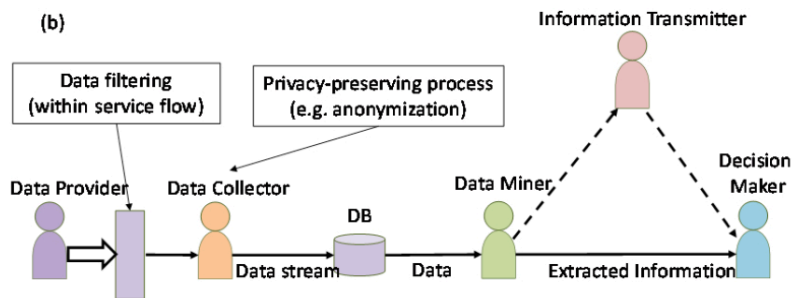 (b)
Information Transmitter
Data filtering
(within service flow)
Privacy-preserving process
(e.g. anonymization)
Data Provider
Data Collector
DB
Data Miner
Decision
Maker
Data stream
Data
Extracted Information